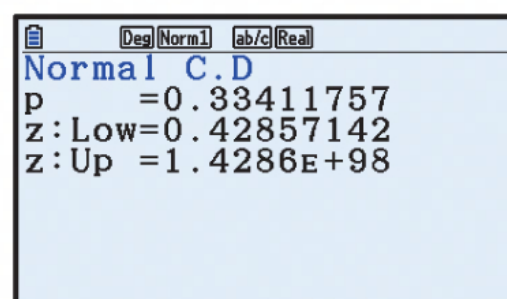 Deg Norm1 ab/c Real
Normal C.D
p =0.33411757
z:Low=0.42857142
z:Up =1.4286E+98